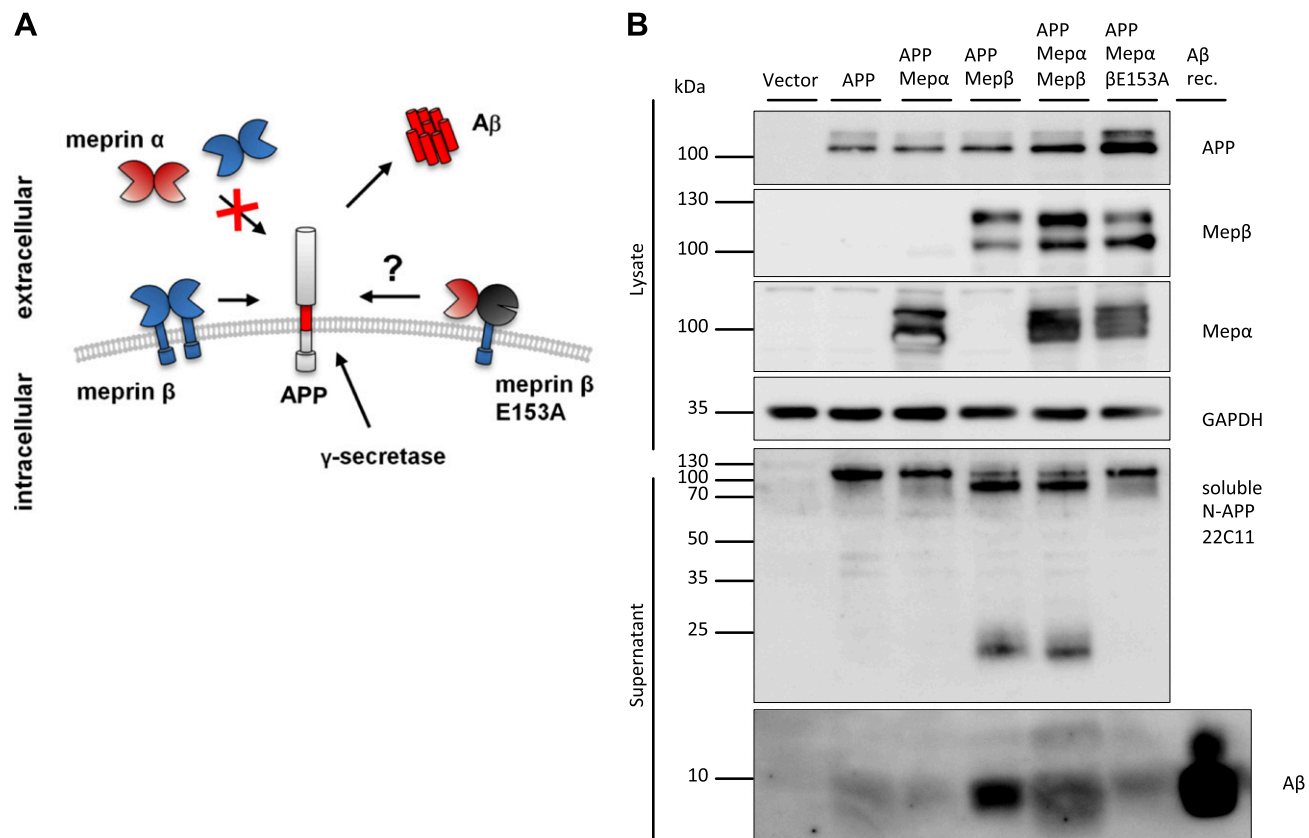 A
meprin α
Aβ
extracellular
?
meprin β
APP
meprin β
E153A
intracellular
γ-secretase
B
kDa
Vector
APP
APP
Mepα
APP
Mepβ
APP
Mepα
Mepβ
APP
Mepα
βE153A
Aβ
rec.
Lysate
100
APP
130
100
Mepβ
100
Mepα
35
GAPDH
Supernatant
130
100
70
50
35
25
soluble
N-APP
22C11
10
Aβ